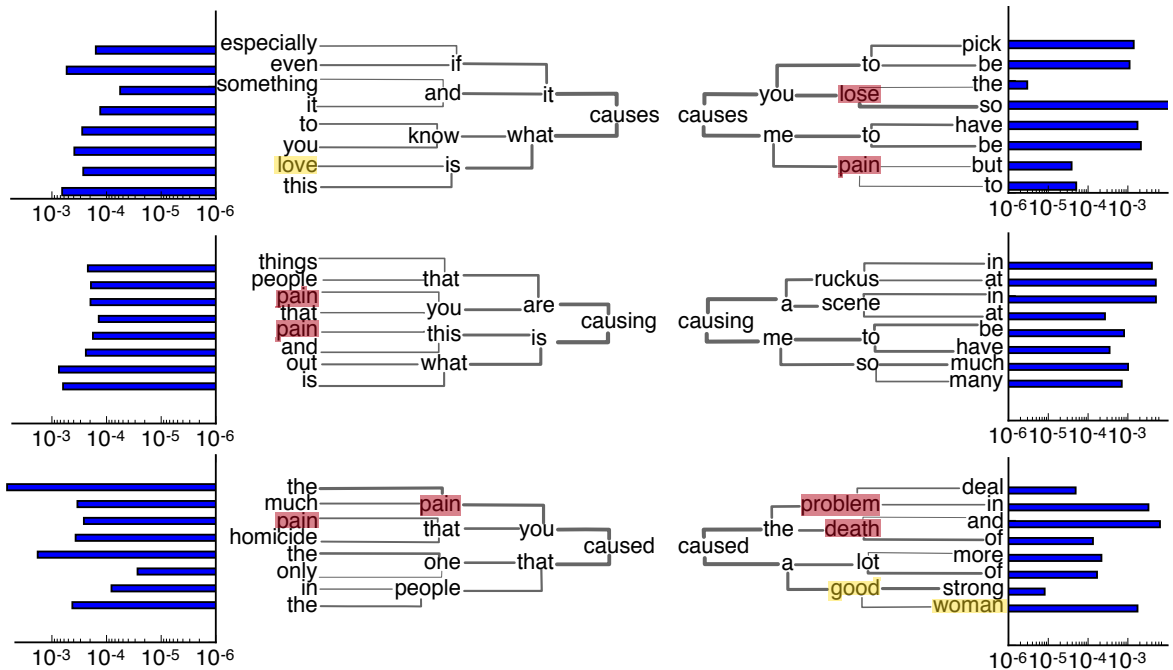 especially
even
something
it
to
you
love
this
if
and
know
is
it
what
causes
10^-3 10^-4 10^-5 10^-6
causes
you
me
to
lose
to
pain
pick
be
the
so
have
be
but
to
10^-6 10^-5 10^-4 10^-3
things
people
pain
that
pain
and
out
is
that
you
this
what
are
is
causing
10^-3 10^-4 10^-5 10^-6
causing
a
me
ruckus
scene
to
so
in
at
in
at
be
have
much
many
10^-6 10^-5 10^-4 10^-3
the
much
pain
homicide
the
only
in
the
pain
that
one
people
you
that
caused
10^-3 10^-4 10^-5 10^-6
caused
the
a
problem
death
lot
good
deal
in
and
of
more
of
strong
woman
10^-6 10^-5 10^-4 10^-3